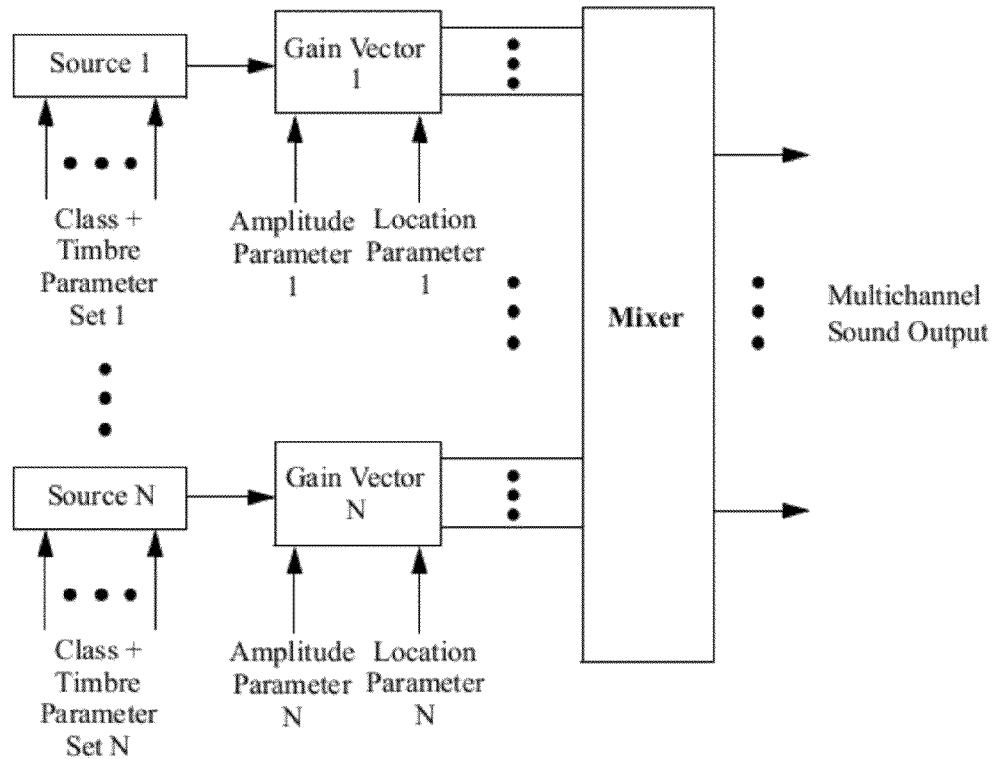 Source 1
Gain Vector
1
Class +
Timbre
Parameter
Set 1
Amplitude
Parameter
1
Location
Parameter
1
Mixer
Multichannel
Sound Output
Source N
Gain Vector
N
Class +
Timbre
Parameter
Set N
Amplitude
Parameter
N
Location
Parameter
N